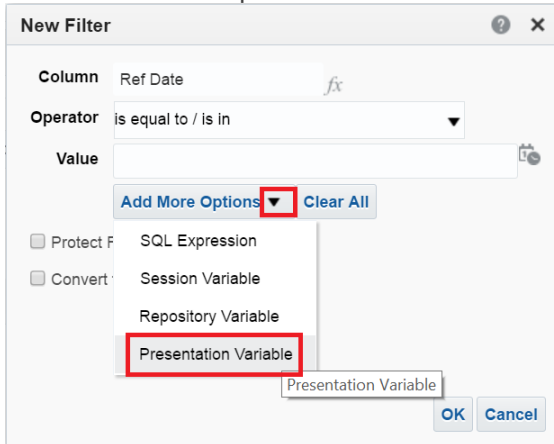 New Filter
Column Ref Date fx
Operator is equal to / is in
Value
Add More Options Clear All
Protect F
SQL Expression
Convert
Session Variable
Repository Variable
Presentation Variable
Presentation Variable
OK Cancel